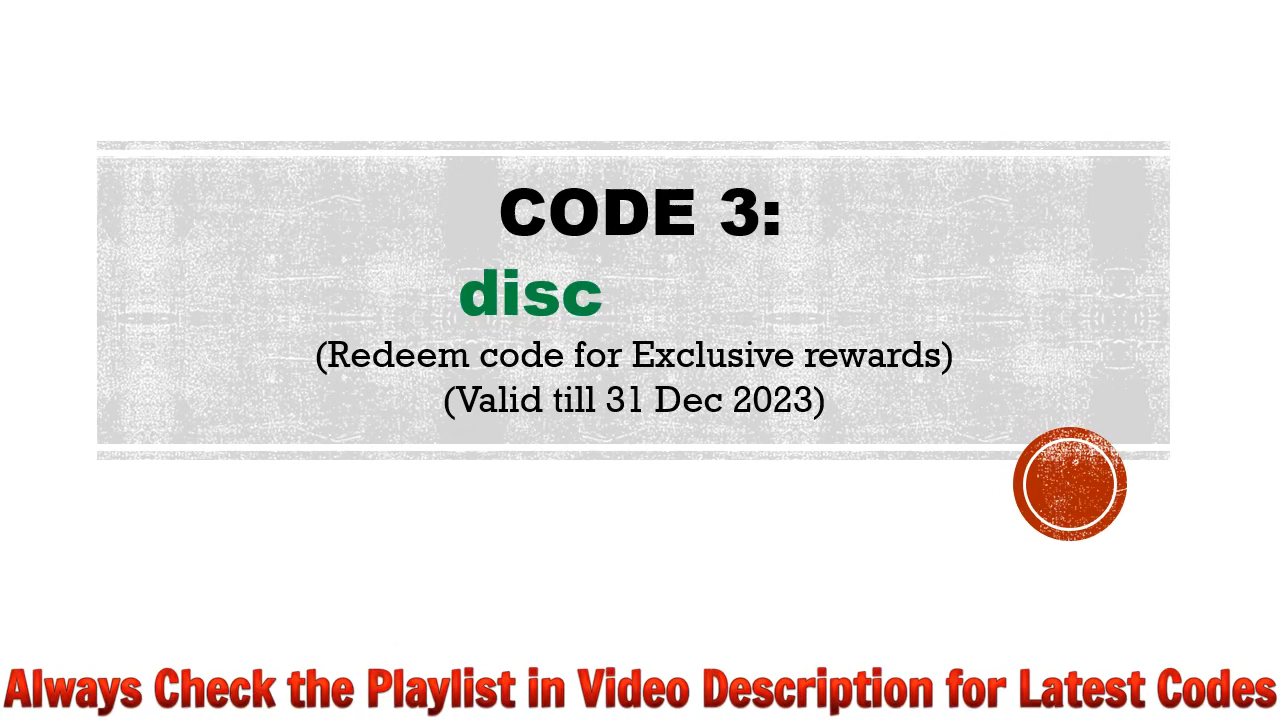 CODE 3:
disc
(Redeem code for Exclusive rewards)
(Valid till 31 Dec 2023)
Always Check the Playlist in Video Description for Latest Codes